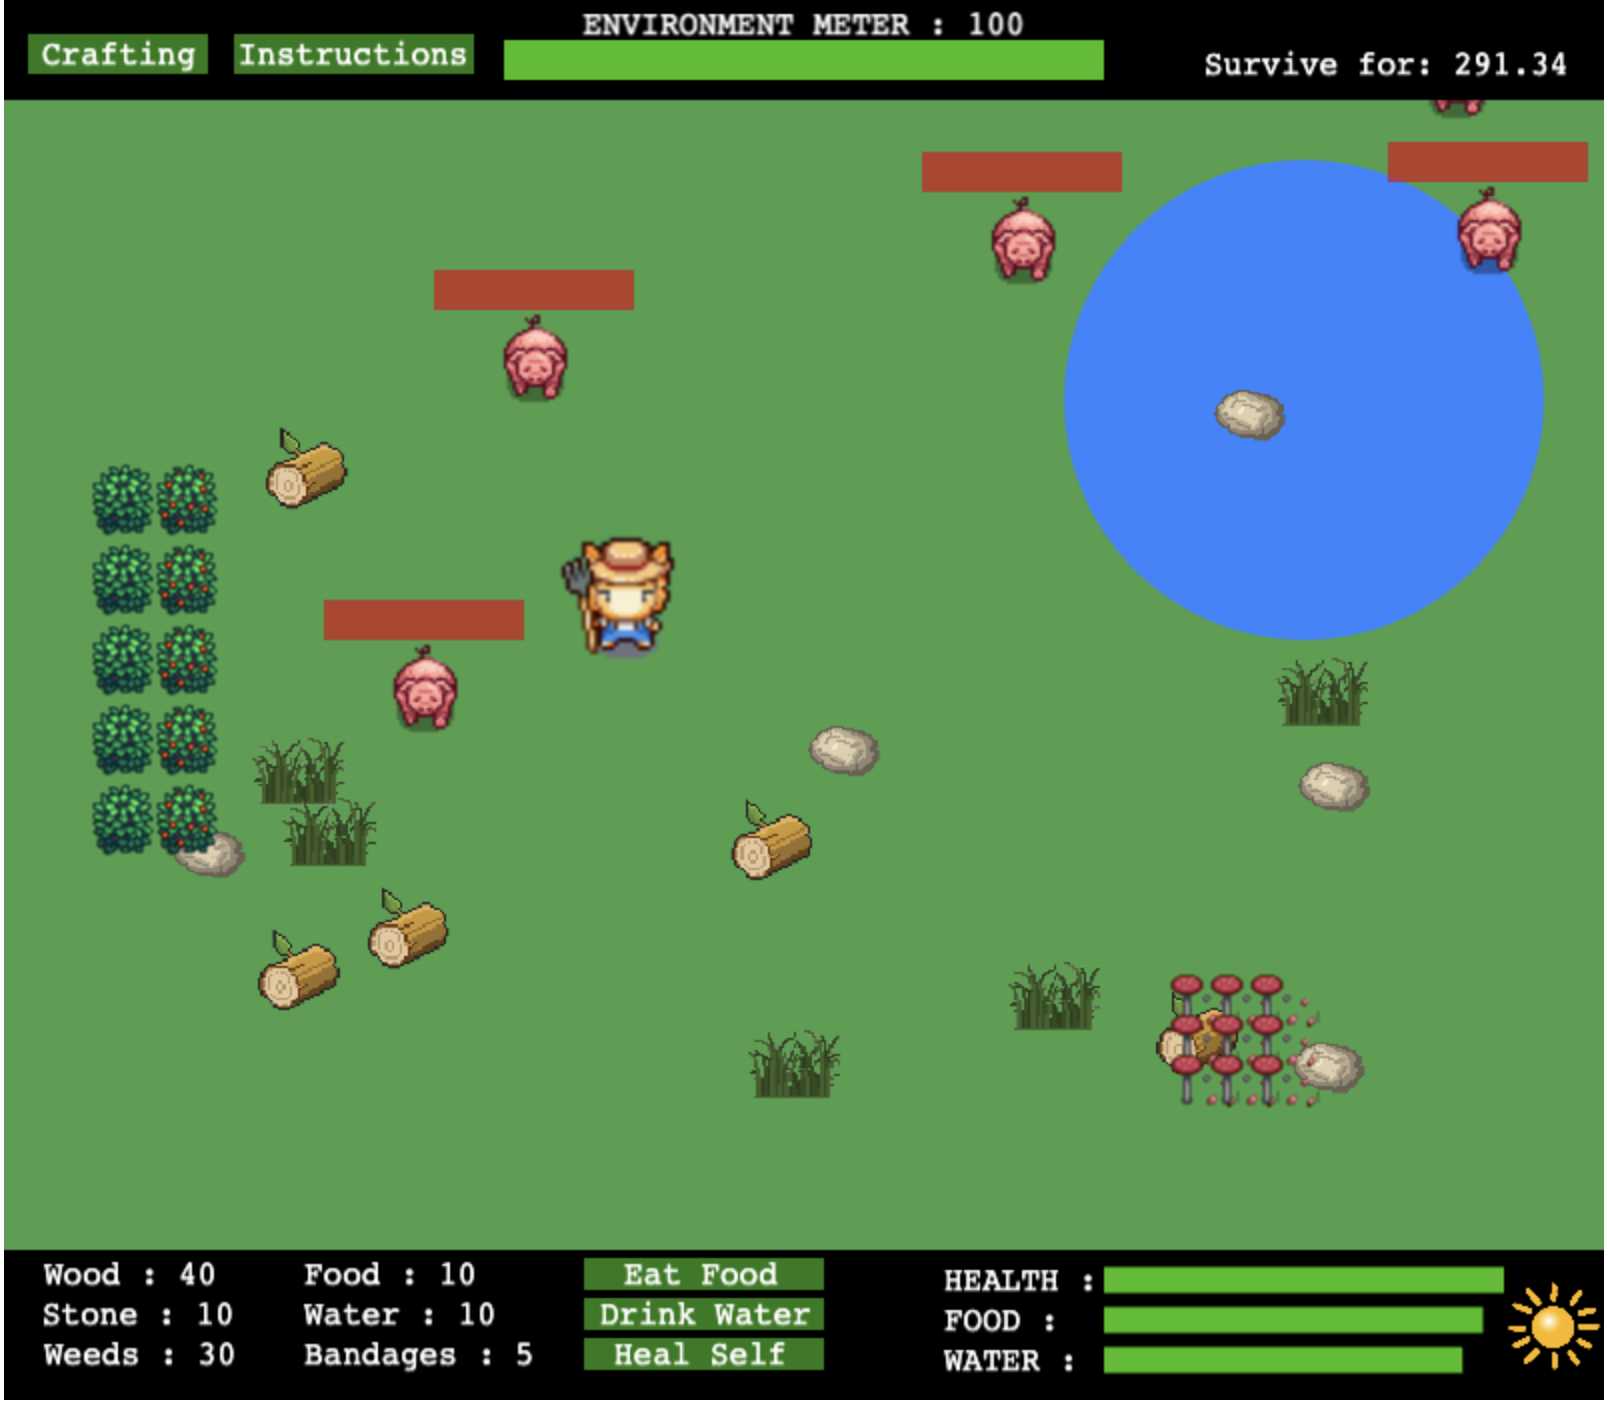 ENVIRONMENT METER : 100
Crafting
Instructions
Survive for: 291.34
Wood : 40
Food : 10
Eat Food
HEALTH :
Stone : 10
Water : 10
Drink Water
FOOD :
Weeds : 30
Bandages : 5
Heal Self
WATER :